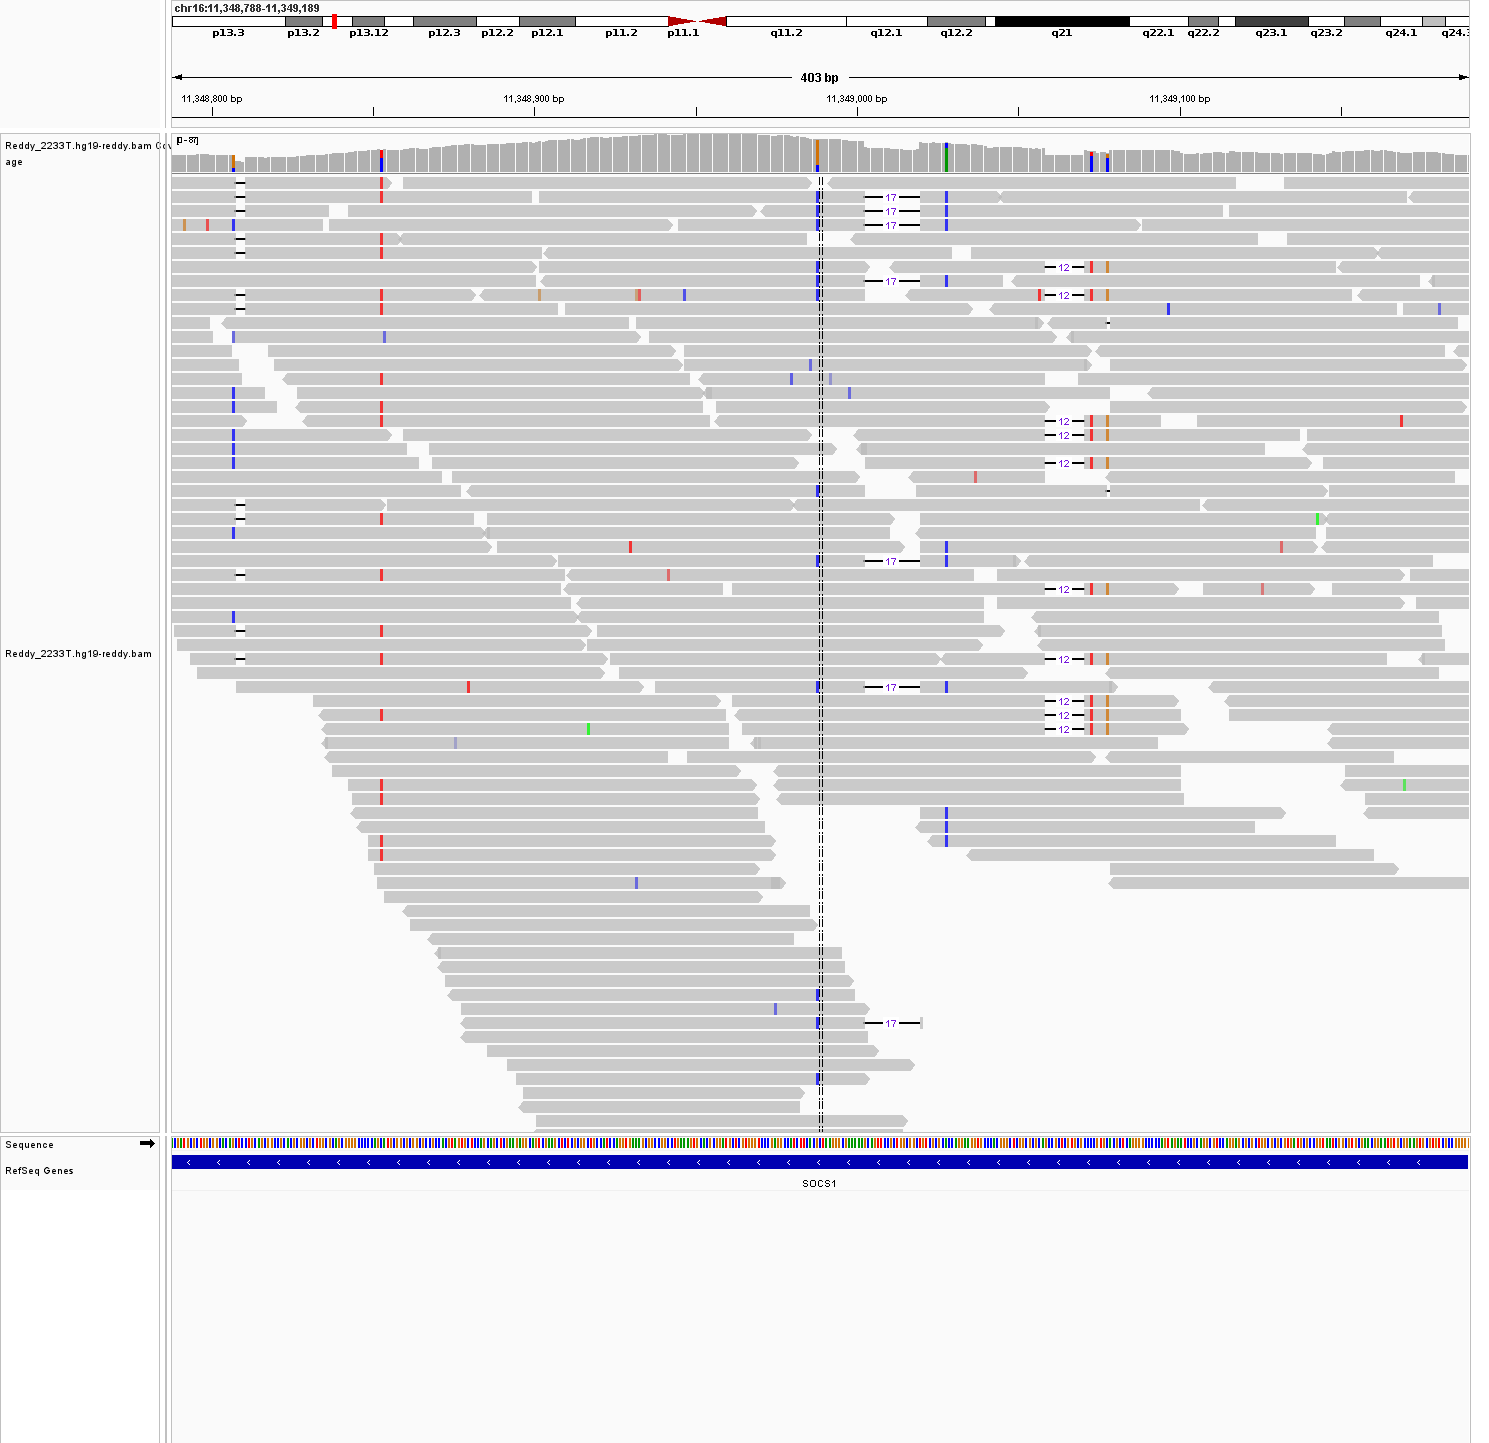 chr16:11,348,788-11,349,189
p13.3 p13.2 p13.12 p12.3 p12.2 p12.1 p11.2 p11.1 q11.2 q12.1 q12.2 q21 q22.1 q22.2 q23.1 q23.2 q24.1
403 bp
11,348,800 bp 11,348,900 bp 11,349,000 bp 11,349,100 bp
[0-87]
Reddy_2233T.hg19-reddy.bam Cov
age
17
17
17
12
17
12
12
12
12
17
12
Reddy_2233T.hg19-reddy.bam
12
17
12
12
12
17
Sequence
RefSeq Genes
SOCS1